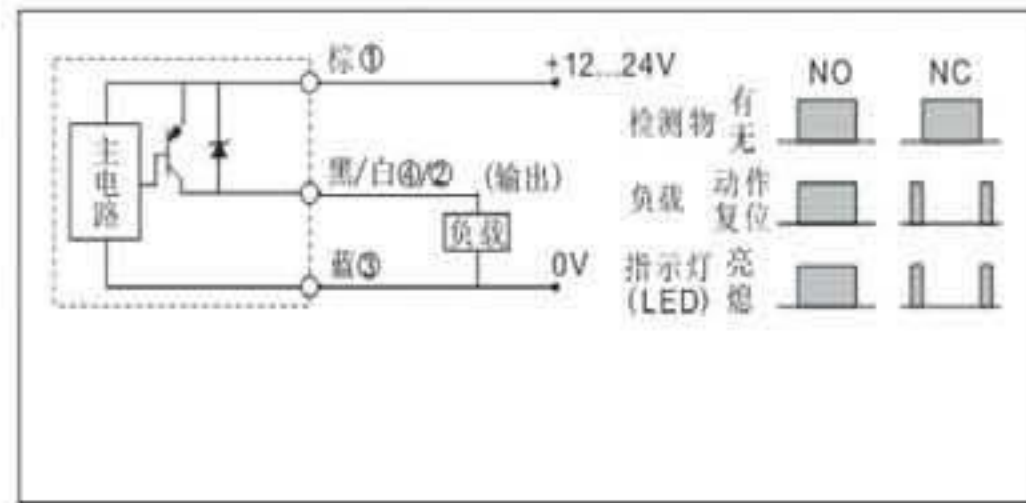 棕① +12...24V
主电路
黑/白④/② (输出)
负载
蓝③ 0V
NO NC
检测物 有 无
负载 动作 复位
指示灯 (LED) 亮 熄